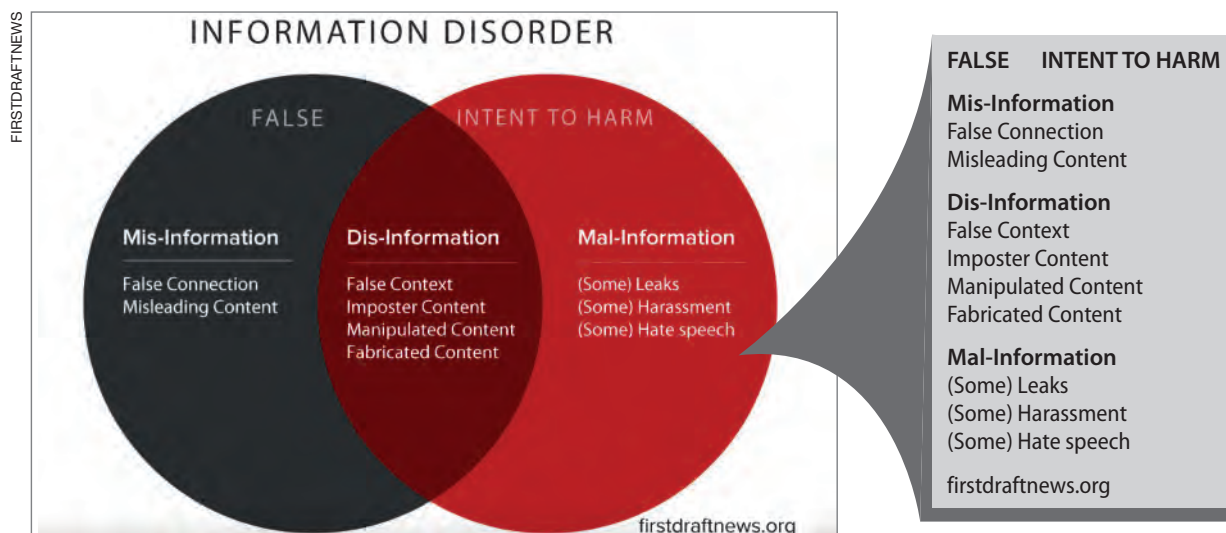 FIRSTDRAFTNEWS
INFORMATION DISORDER
FALSE
INTENT TO HARM
Mis-Information
False Connection
Misleading Content
Dis-Information
False Context
Imposter Content
Manipulated Content
Fabricated Content
Mal-Information
(Some) Leaks
(Some) Harassment
(Some) Hate speech
firstdraftnews.org
FALSE INTENT TO HARM
Mis-Information
False Connection
Misleading Content
Dis-Information
False Context
Imposter Content
Manipulated Content
Fabricated Content
Mal-Information
(Some) Leaks
(Some) Harassment
(Some) Hate speech
firstdraftnews.org